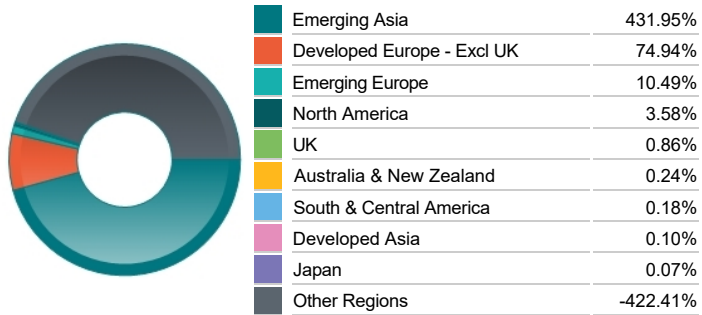 Emerging Asia 431.95%
Developed Europe - Excl UK 74.94%
Emerging Europe 10.49%
North America 3.58%
UK 0.86%
Australia & New Zealand 0.24%
South & Central America 0.18%
Developed Asia 0.10%
Japan 0.07%
Other Regions -422.41%